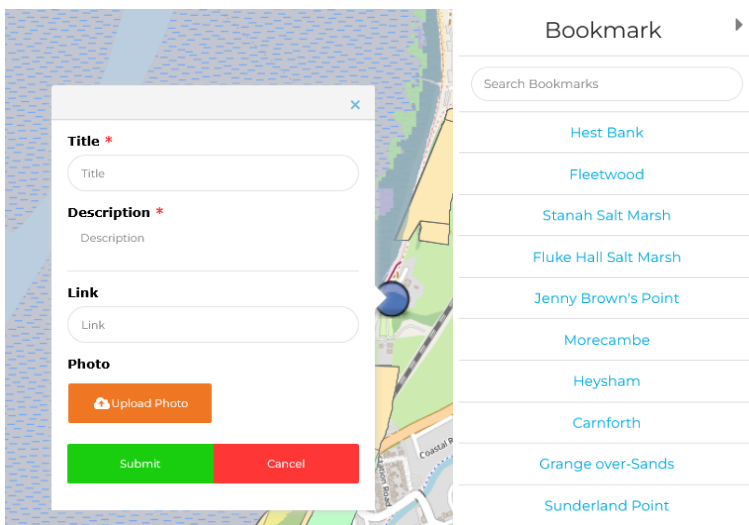 ×
Title *
Title
Description *
Description
Link
Link
Photo
Upload Photo
Submit
Cancel
Coastal R
Station Road
Bookmark
Search Bookmarks
Hest Bank
Fleetwood
Stanah Salt Marsh
Fluke Hall Salt Marsh
Jenny Brown's Point
Morecambe
Heysham
Carnforth
Grange over-Sands
Sunderland Point